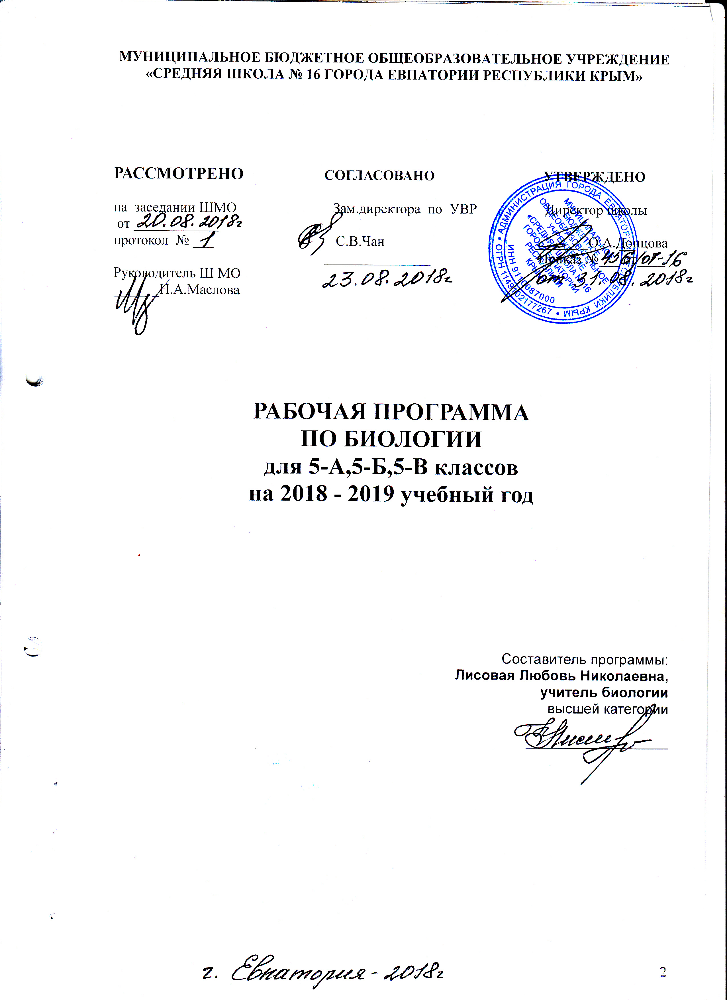 МУНИЦИПАЛЬНОЕ БЮДЖЕТНОЕ ОБЩЕОБРАЗОВАТЕЛЬНОЕ УЧРЕЖДЕНИЕ
«СРЕДНЯЯ ШКОЛА № 16 ГОРОДА ЕВПАТОРИИ РЕСПУБЛИКИ КРЫМ»
РАССМОТРЕНО
на заседании ШМО
от 20.08.2018г
протокол № 1
Руководитель Ш МО
Н.А.Маслова
СОГЛАСОВАНО
Зам.директора по УВР
С.В.Чан
23.08.2018г
УТВЕРЖДЕНО
Директор школы
О.А.Донцова
Приказ № /01-16
от 31.08.2018г
АДМИНИСТРАЦИЯ ГОРОДА ЕВПАТОРИИ РЕСПУБЛИКИ КРЫМ • ОГРН 1149102177267 •
ИНН 9110087000
МУНИЦИПАЛЬНОЕ
БЮДЖЕТНОЕ
ОБЩЕОБРАЗОВАТЕЛЬНОЕ
УЧРЕЖДЕНИЕ
«СРЕДНЯЯ ШКОЛА № 16
ГОРОДА ЕВПАТОРИИ
РЕСПУБЛИКИ
КРЫМ»
РАБОЧАЯ ПРОГРАММА
ПО БИОЛОГИИ
для 5-А,5-Б,5-В классов
на 2018 - 2019 учебный год
Составитель программы:
Лисовая Любовь Николаевна,
учитель биологии
высшей категории
г. Евпатория - 2018г
2